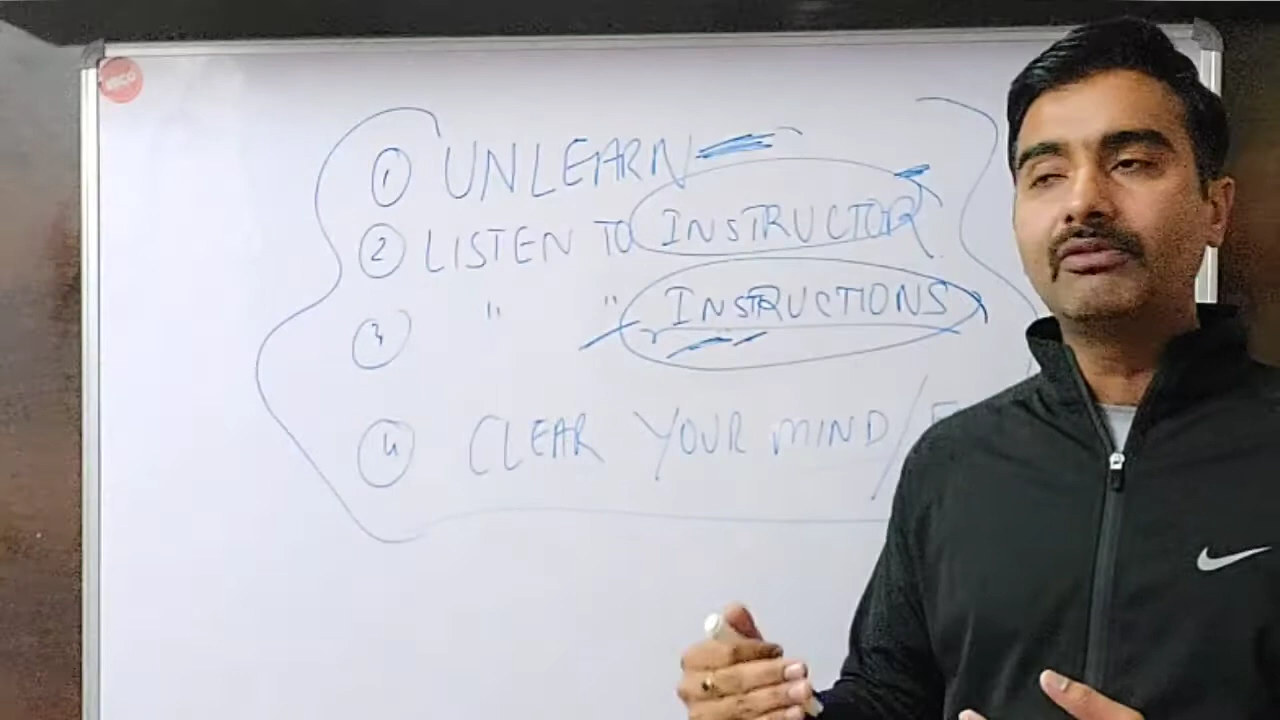 ① UNLEARN
② LISTEN TO INSTRUCTOR
③ " " INSTRUCTIONS
④ CLEAR YOUR MIND/